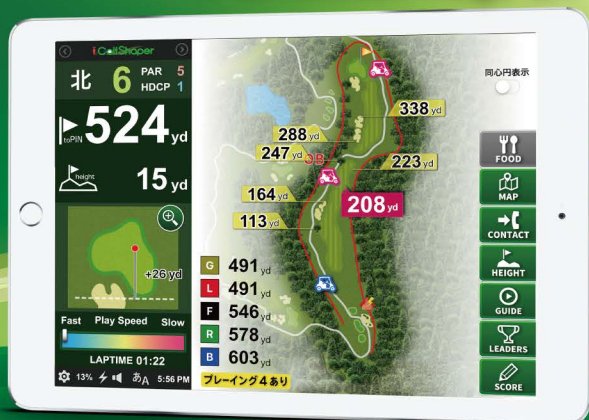 i GolfShaper
北 6 PAR 5
HDCP 1
toPIN 524 yd
height 15 yd
+26 yd
Fast Play Speed Slow
LAPTIME 01:22
13% あA 5:56 PM
338 yd
288 yd
247 yd
OB
223 yd
164 yd
208 yd
113 yd
G 491 yd
L 491 yd
F 546 yd
R 578 yd
B 603 yd
プレーイング4あり
同心円表示
FOOD
MAP
CONTACT
HEIGHT
GUIDE
LEADERS
SCORE